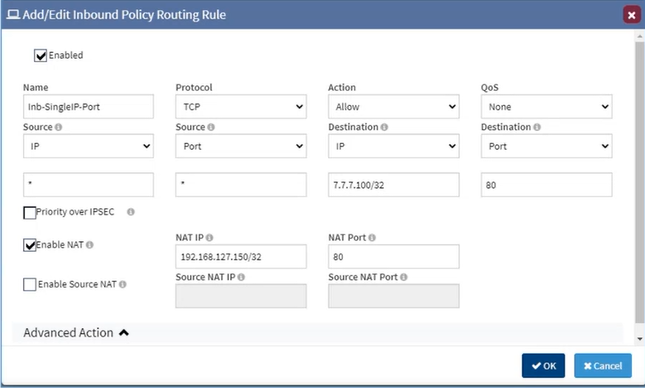 Add/Edit Inbound Policy Routing Rule
Enabled
Name Protocol Action QoS
Inb-SingleIP-Port TCP Allow None
Source Source Destination Destination
IP Port IP Port
* * 7.7.7.100/32 80
Priority over IPSEC
NAT IP NAT Port
Enable NAT
192.168.127.150/32 80
Source NAT IP Source NAT Port
Enable Source NAT
Advanced Action
OK Cancel